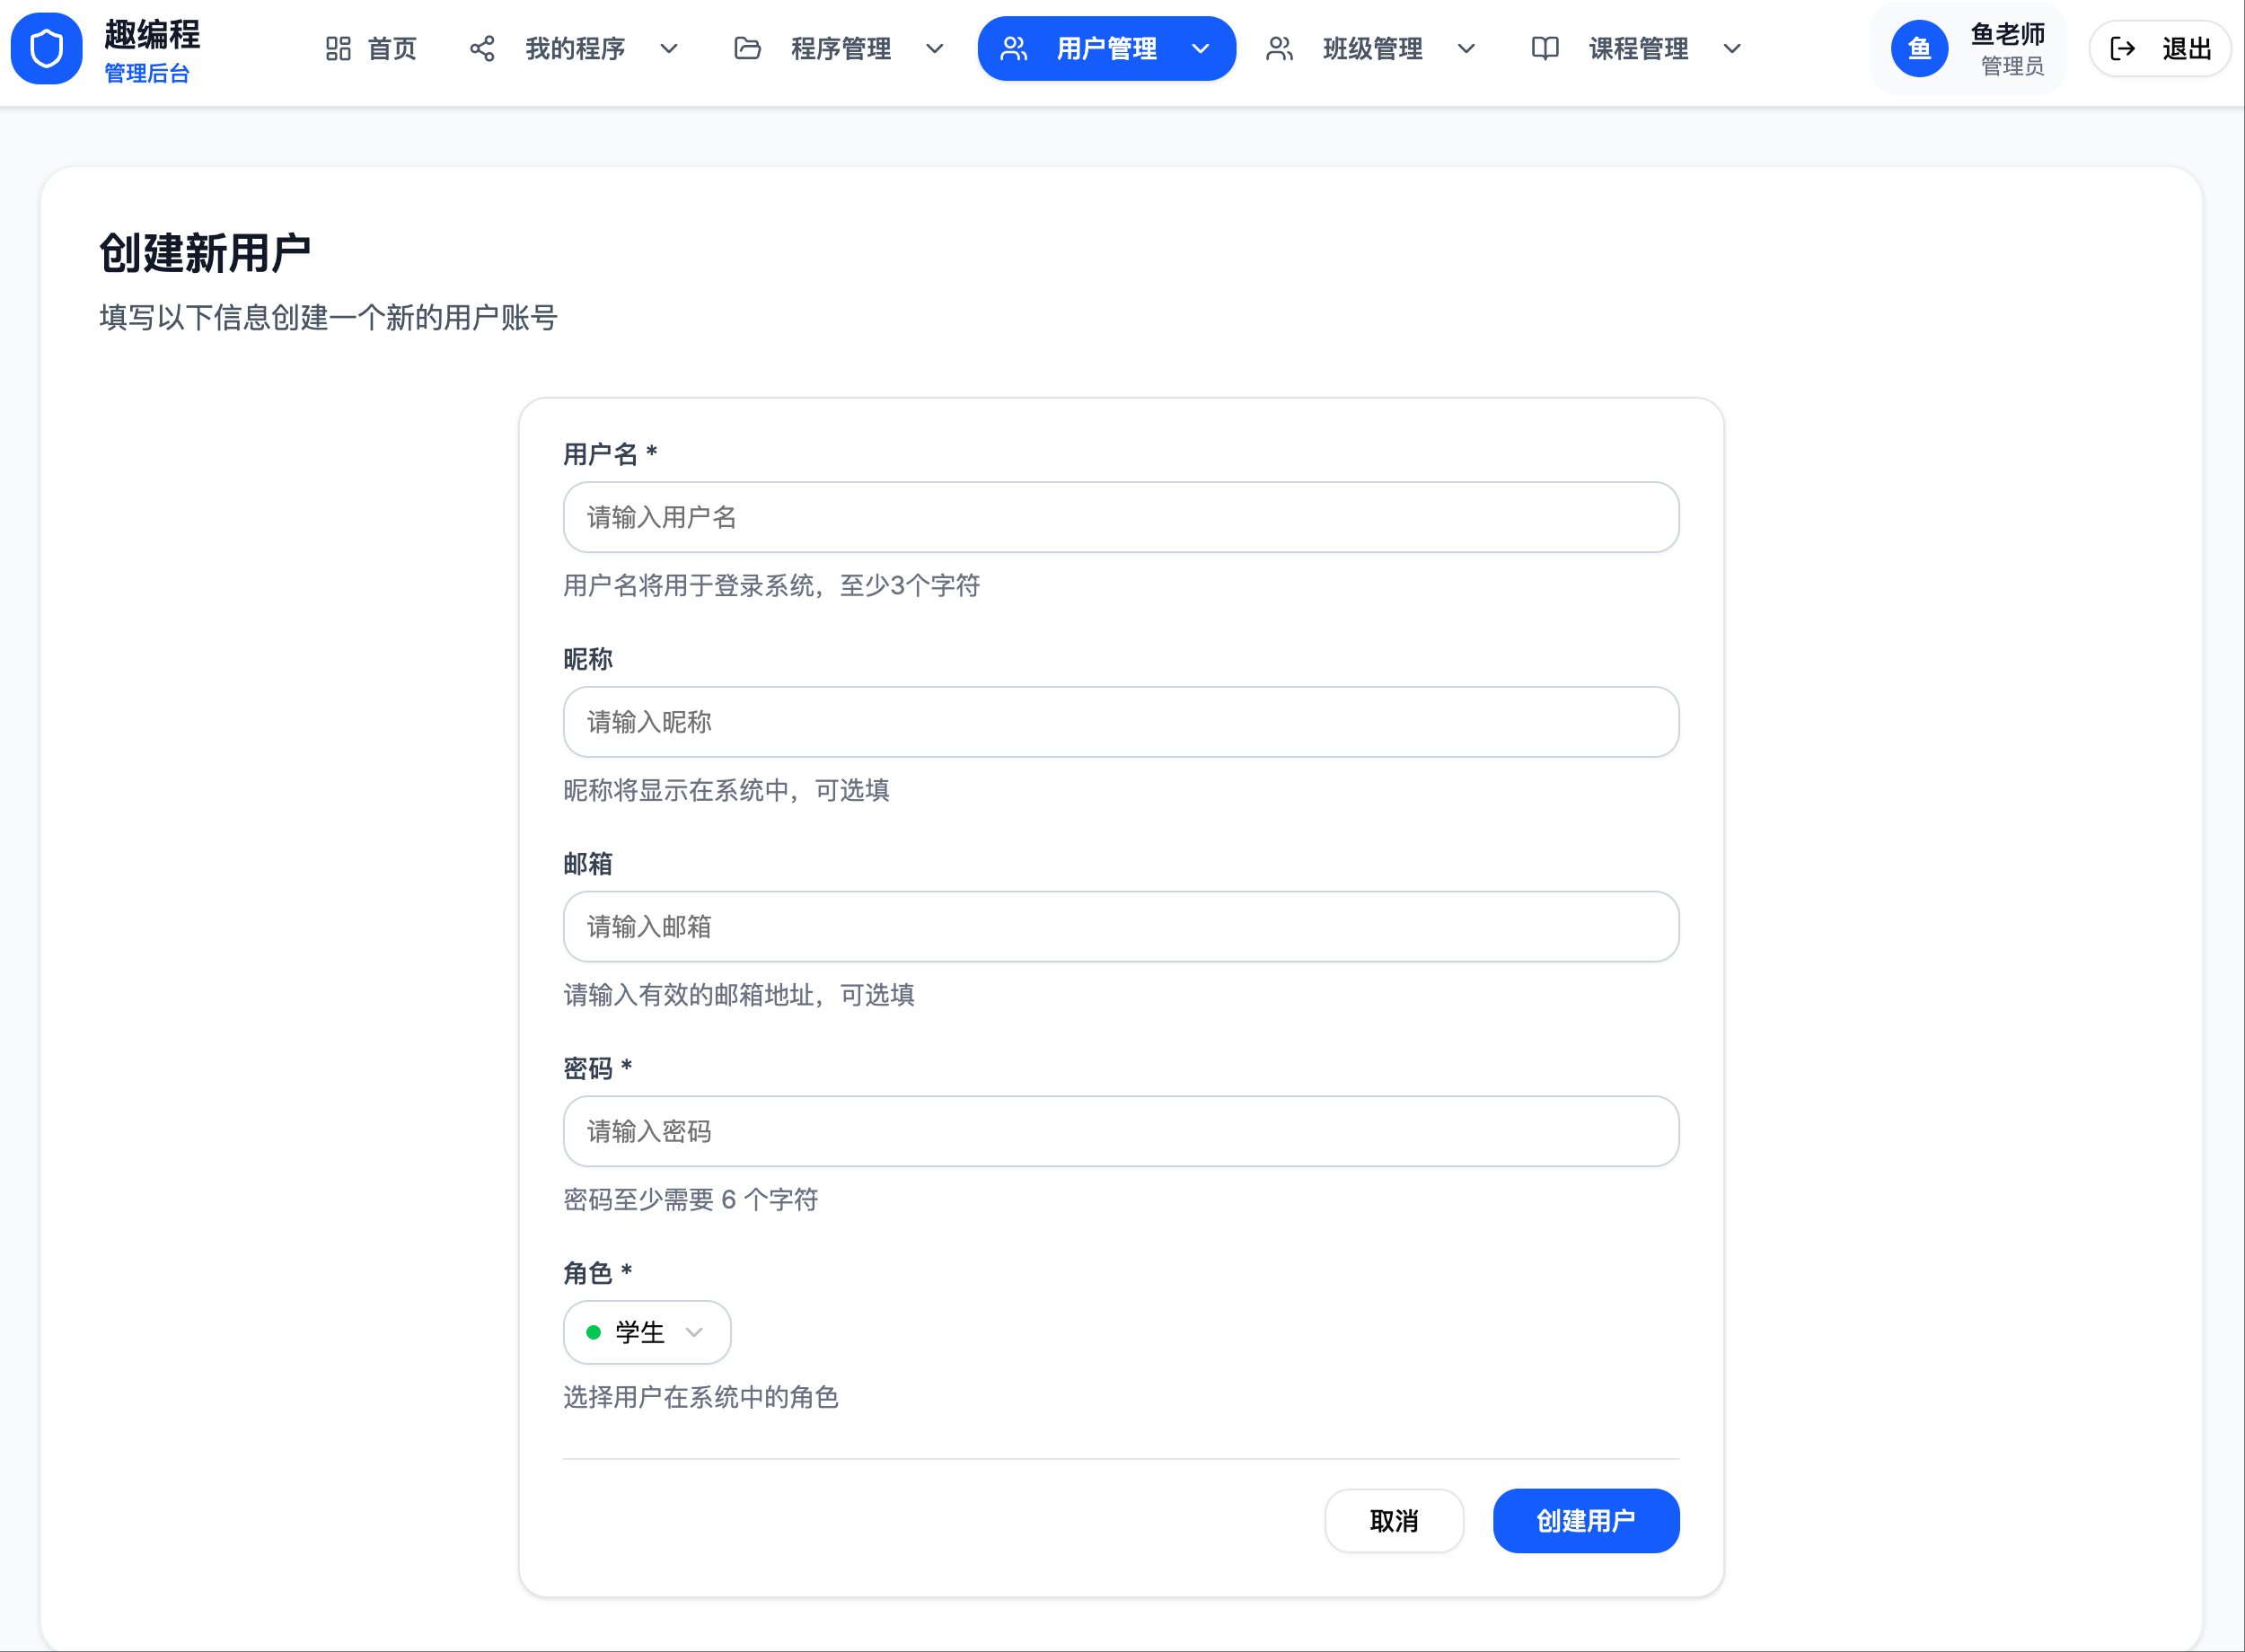 趣编程
管理后台
首页
我的程序
程序管理
用户管理
班级管理
课程管理
鱼
鱼老师
管理员
退出
创建新用户
填写以下信息创建一个新的用户账号
用户名 *
请输入用户名
用户名将用于登录系统，至少3个字符
昵称
请输入昵称
昵称将显示在系统中，可选填
邮箱
请输入邮箱
请输入有效的邮箱地址，可选填
密码 *
请输入密码
密码至少需要 6 个字符
角色 *
学生
选择用户在系统中的角色
取消
创建用户